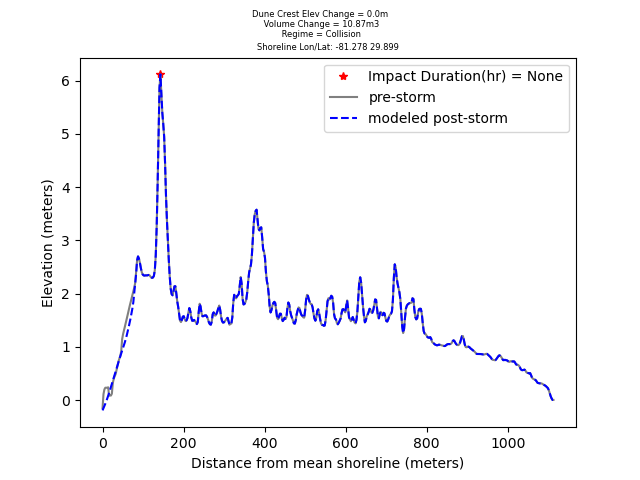 Dune Crest Elev Change = 0.0m
Volume Change = 10.87m3
Regime = Collision
Shoreline Lon/Lat: -81.278 29.899
Impact Duration(hr) = None
pre-storm
modeled post-storm
6
5
4
3
2
1
0
Elevation (meters)
0 200 400 600 800 1000
Distance from mean shoreline (meters)